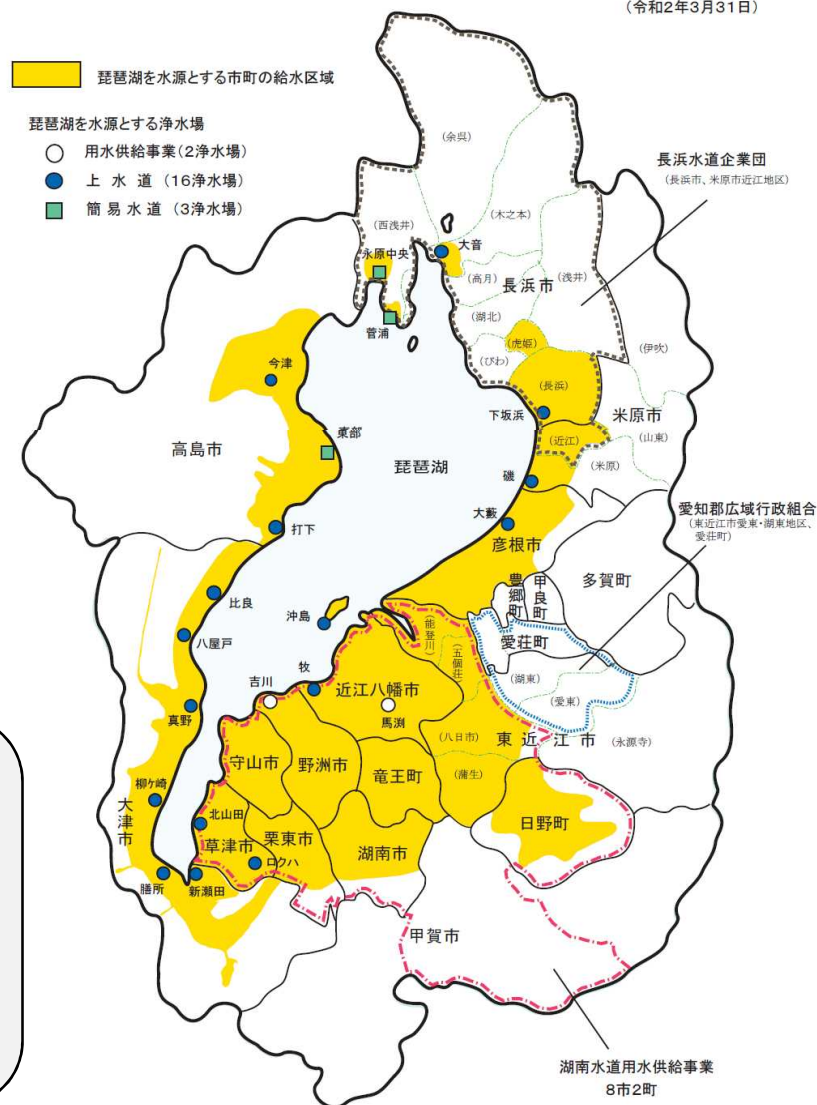 (令和2年3月31日)
琵琶湖を水源とする市町の給水区域
琵琶湖を水源とする浄水場
用水供給事業(2浄水場)
上水道 (16浄水場)
簡易水道 (3浄水場)
(余呉)
長浜水道企業団
(長浜市、米原市近江地区)
(木之本)
(西浅井)
大音
永原中央
(高月)
(浅井)
長浜市
(湖北)
菅浦
(虎姫)
(伊吹)
(びわ)
今津
(長浜)
下坂浜
米原市
東部
(近江)
(山東)
高島市
(米原)
琵琶湖
磯
大藪
愛知郡広域行政組合
(東近江市愛東・湖東地区、
愛荘町)
打下
彦根市
多賀町
豊郷町
甲良町
比良
沖島
(能登川)
愛荘町
八屋戸
(五個荘)
(湖東)
牧
吉川
近江八幡市
(愛東)
真野
馬渕
(八日市)
東近江市
(永源寺)
守山市
野洲市
竜王町
(蒲生)
柳ケ崎
大津市
北山田
日野町
草津市
栗東市
湖南市
ロクハ
膳所
新瀬田
甲賀市
湖南水道用水供給事業
8市2町